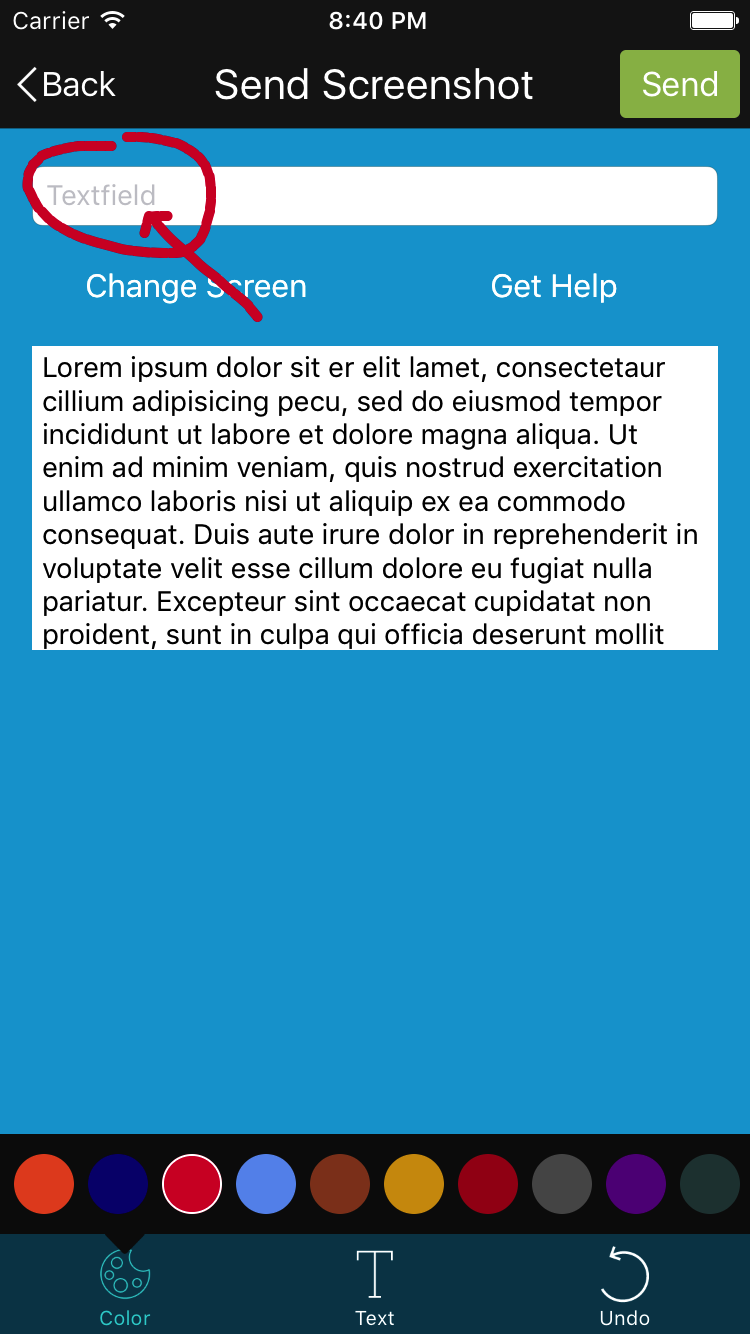 Carrier 8:40 PM
Back Send Screenshot Send
Textfield
Change Screen Get Help
Lorem ipsum dolor sit er elit lamet, consectetaur
cillium adipisicing pecu, sed do eiusmod tempor
incididunt ut labore et dolore magna aliqua. Ut
enim ad minim veniam, quis nostrud exercitation
ullamco laboris nisi ut aliquip ex ea commodo
consequat. Duis aute irure dolor in reprehenderit in
voluptate velit esse cillum dolore eu fugiat nulla
pariatur. Excepteur sint occaecat cupidatat non
proident, sunt in culpa qui officia deserunt mollit
Color Text Undo